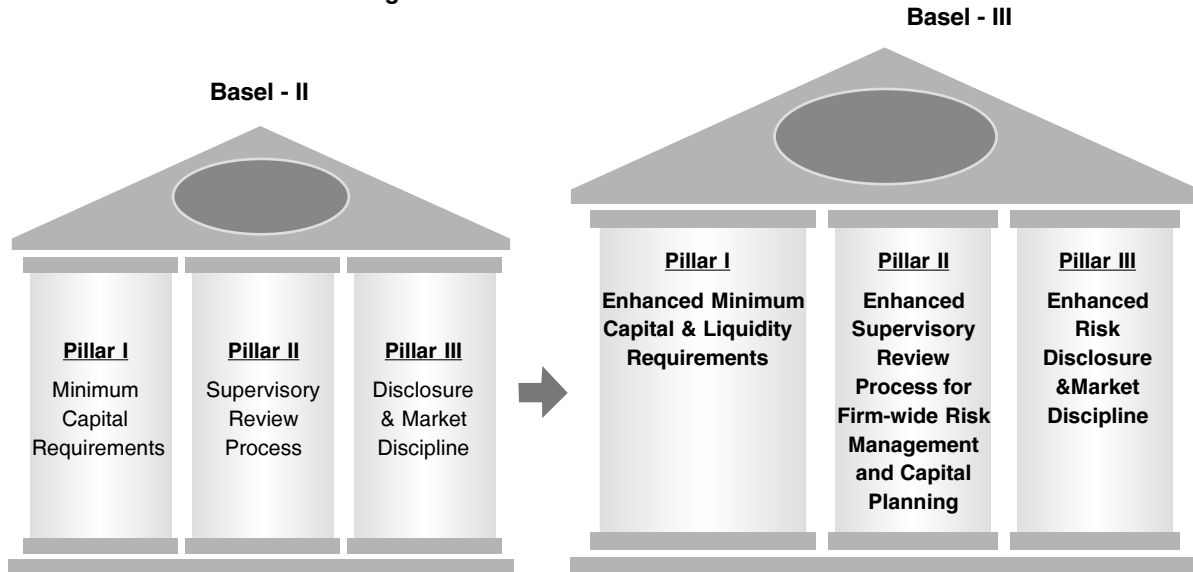 Basel - III
Basel - II
Pillar I
Minimum
Capital
Requirements
Pillar II
Supervisory
Review
Process
Pillar III
Disclosure
& Market
Discipline
Pillar I
Enhanced Minimum
Capital & Liquidity
Requirements
Pillar II
Enhanced
Supervisory
Review
Process for
Firm-wide Risk
Management
and Capital
Planning
Pillar III
Enhanced
Risk
Disclosure
&Market
Discipline